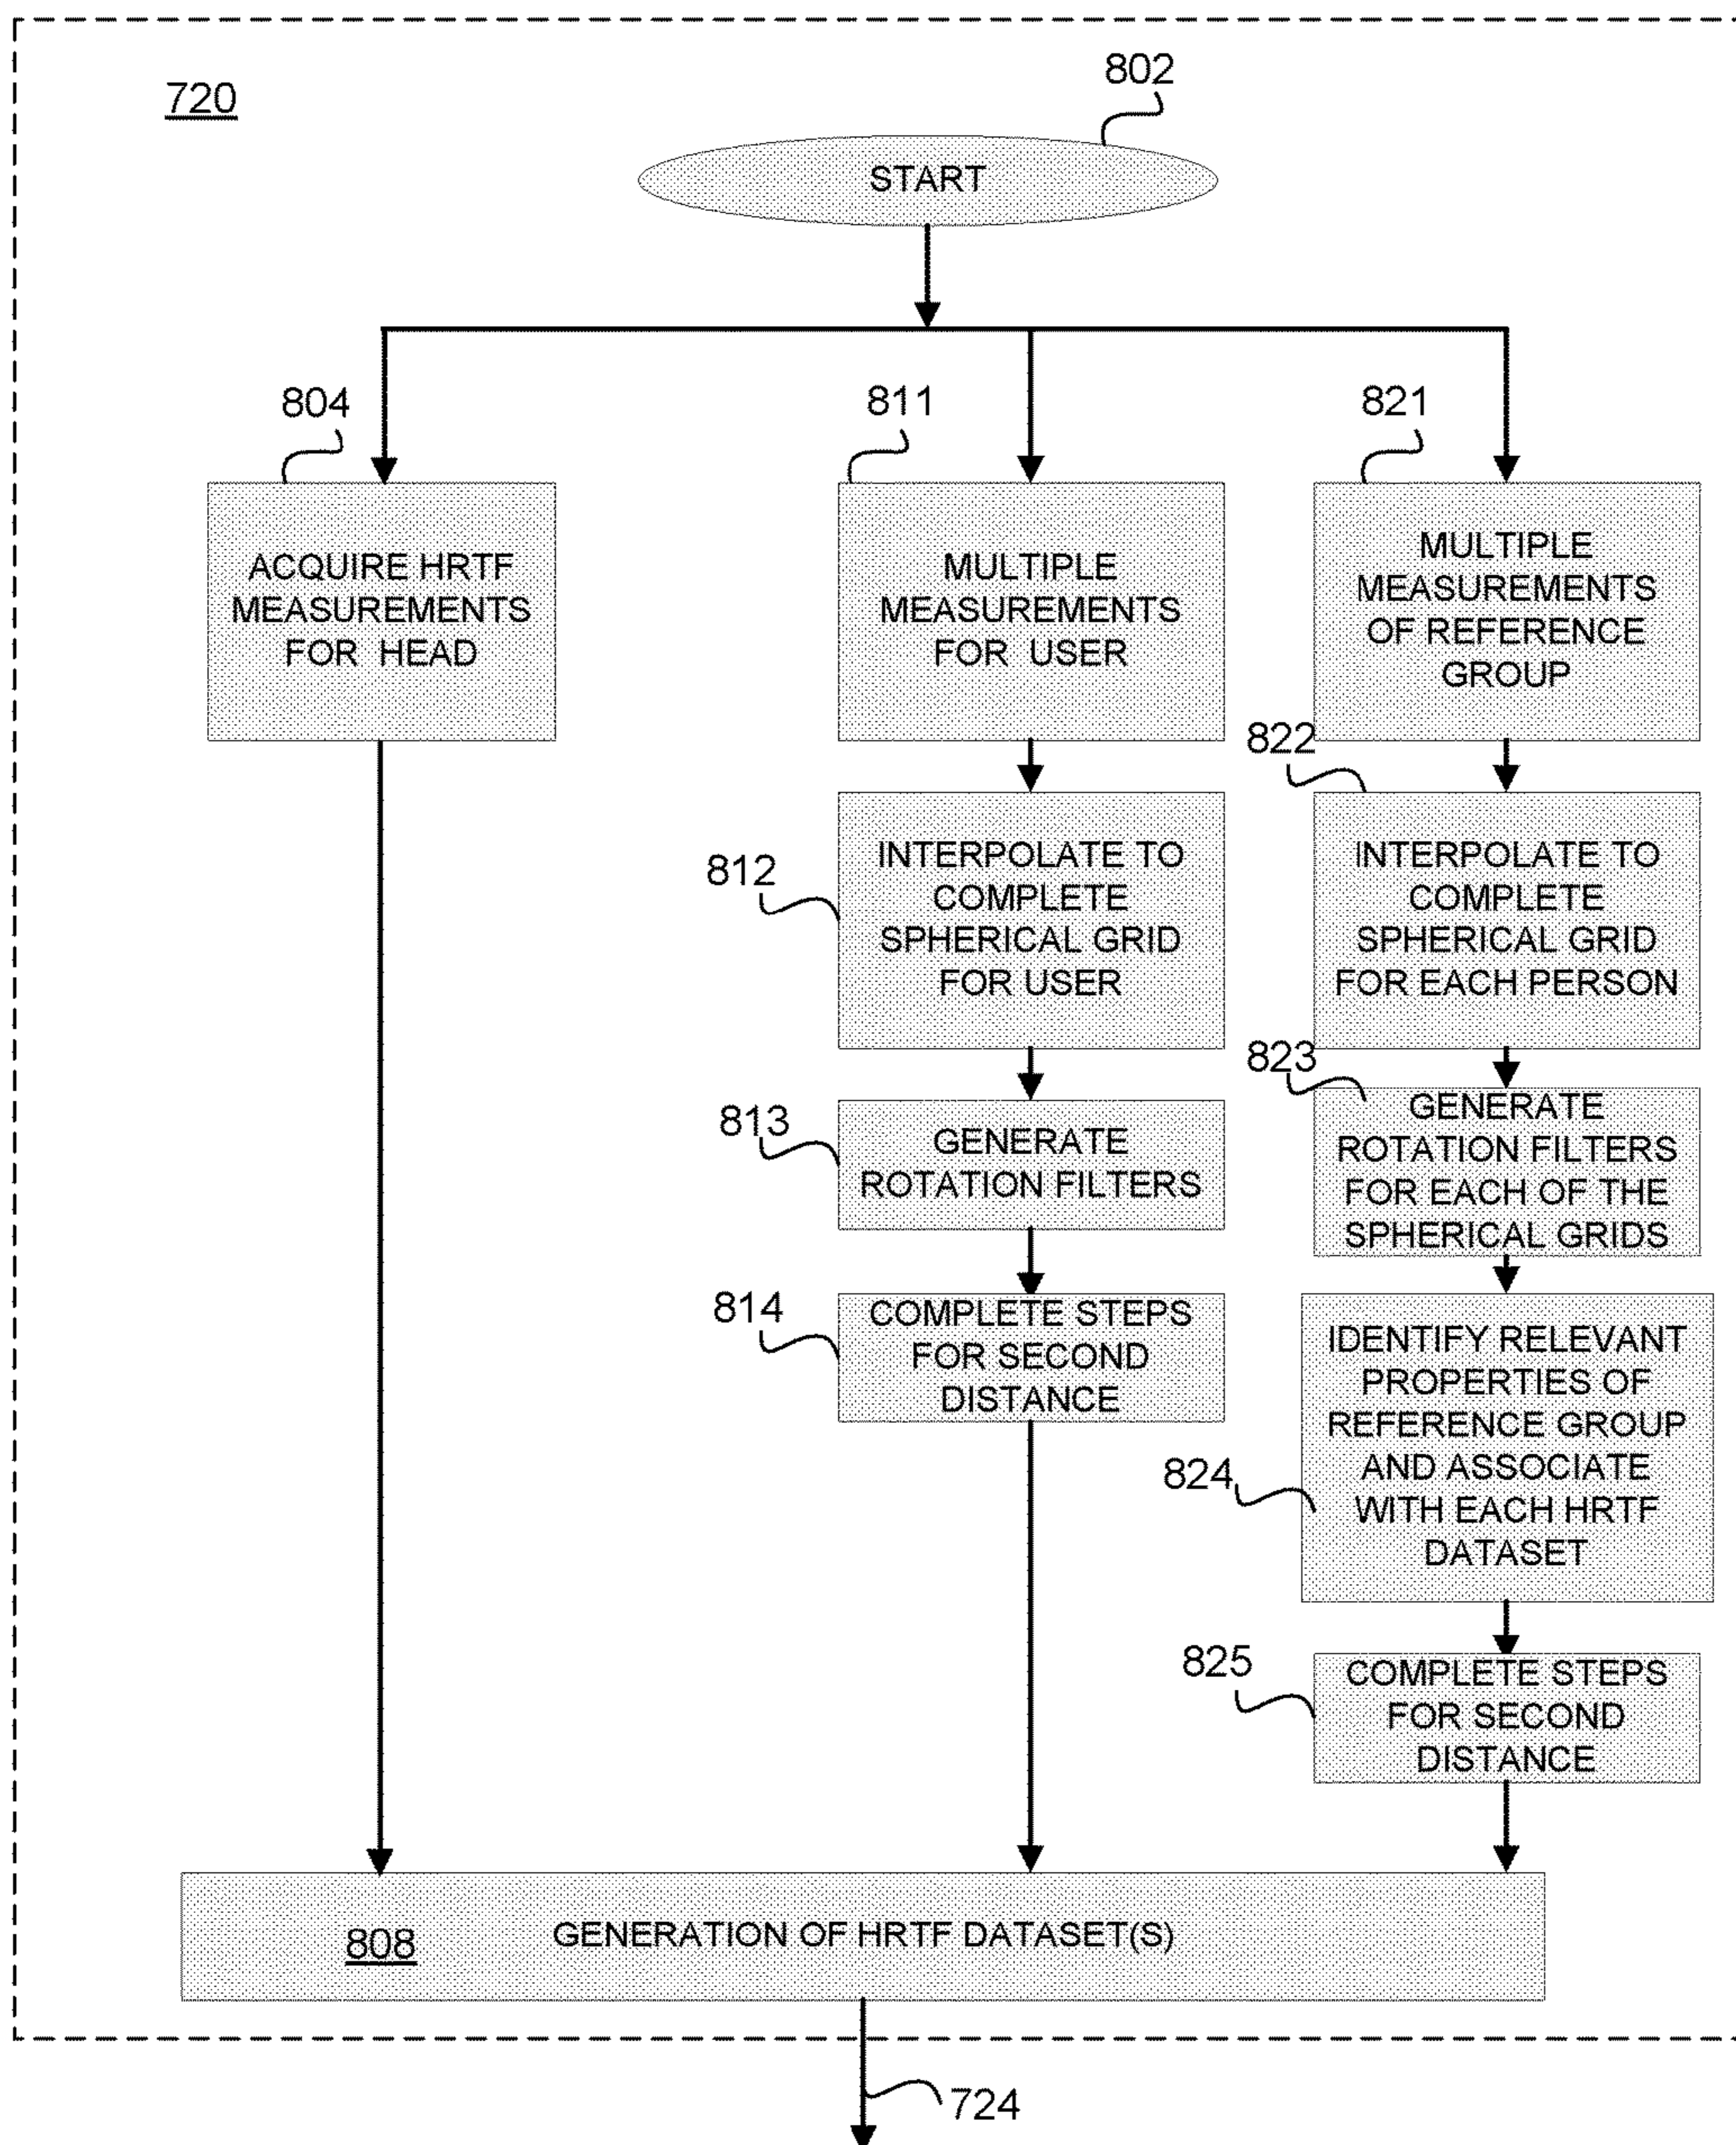 720
802
START
804
811
821
ACQUIRE HRTF
MEASUREMENTS
FOR HEAD
MULTIPLE
MEASUREMENTS
FOR USER
MULTIPLE
MEASUREMENTS
OF REFERENCE
GROUP
812
INTERPOLATE TO
COMPLETE
SPHERICAL GRID
FOR USER
822
INTERPOLATE TO
COMPLETE
SPHERICAL GRID
FOR EACH PERSON
813
GENERATE
ROTATION FILTERS
823
GENERATE
ROTATION FILTERS
FOR EACH OF THE
SPHERICAL GRIDS
814
COMPLETE STEPS
FOR SECOND
DISTANCE
824
IDENTIFY RELEVANT
PROPERTIES OF
REFERENCE GROUP
AND ASSOCIATE
WITH EACH HRTF
DATASET
825
COMPLETE STEPS
FOR SECOND
DISTANCE
808 GENERATION OF HRTF DATASET(S)
724